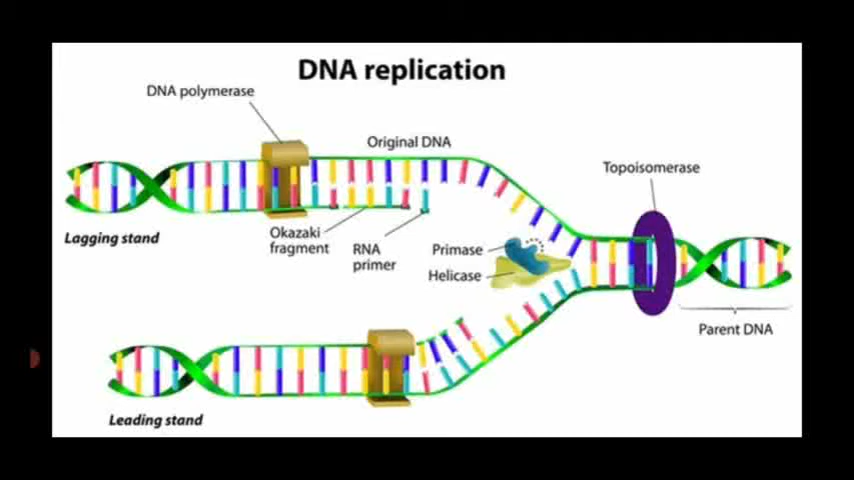 DNA replication
DNA polymerase
Original DNA
Topoisomerase
Lagging stand
Okazaki
fragment
RNA
primer
Primase
Helicase
Parent DNA
Leading stand